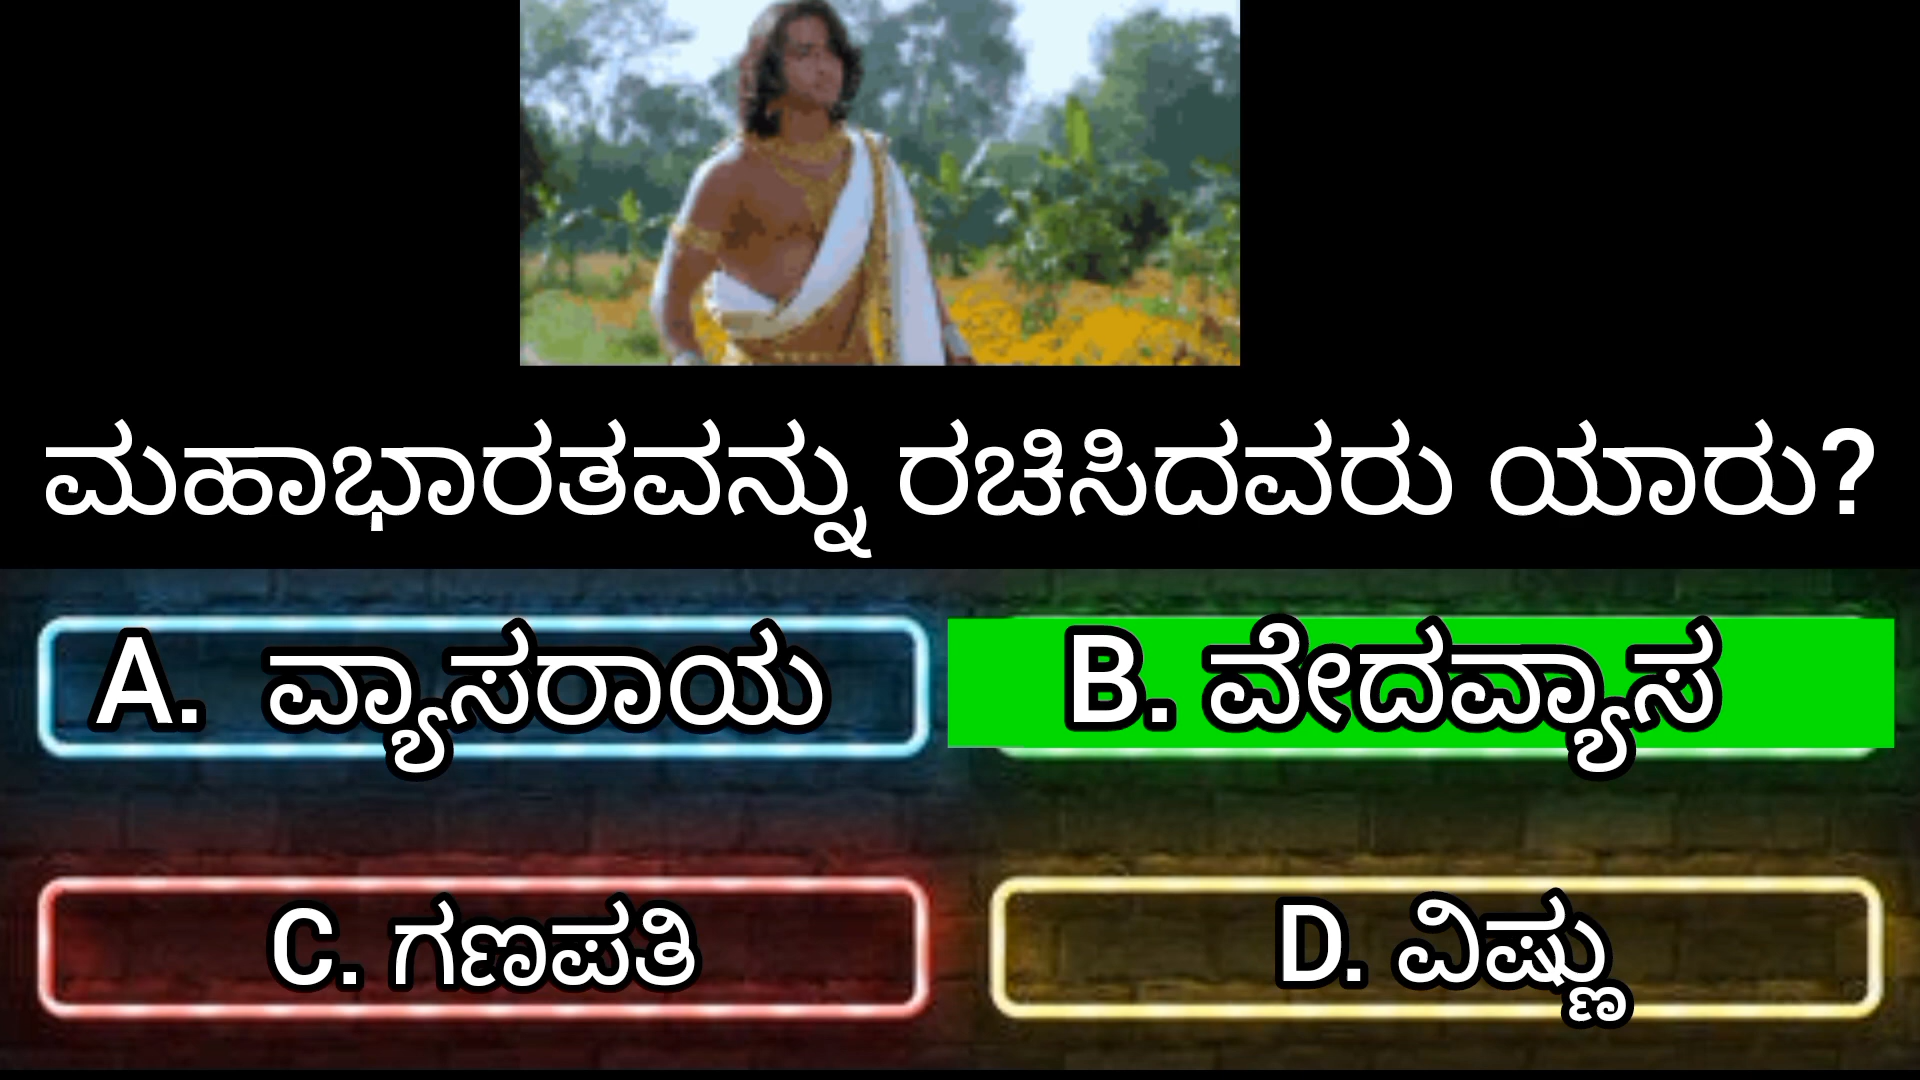 ಮಹಾಭಾರತವನ್ನು ರಚಿಸಿದವರು ಯಾರು?
A. ವ್ಯಾಸರಾಯ
B. ವೇದವ್ಯಾಸ
C. ಗಣಪತಿ
D. ವಿಷ್ಣು